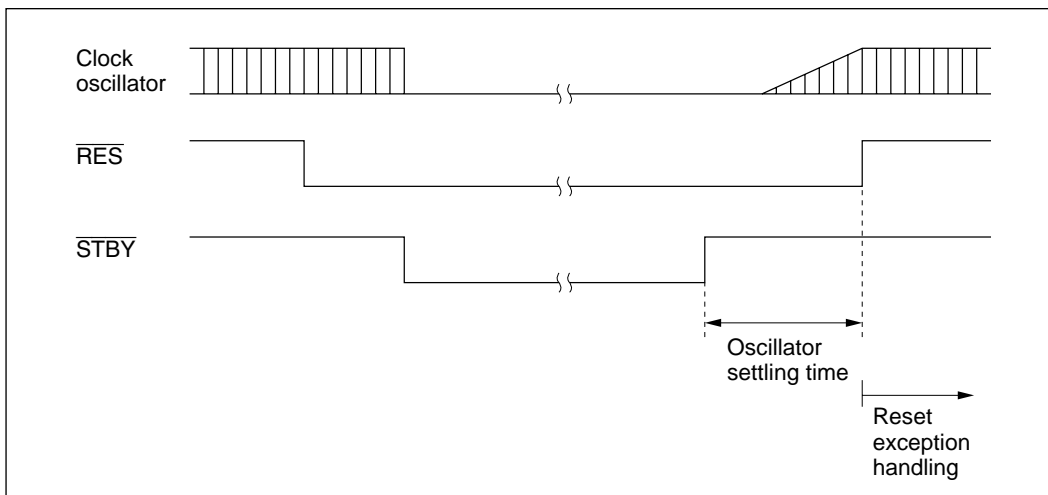 Clock
oscillator
RES
STBY
Oscillator
settling time
Reset
exception
handling